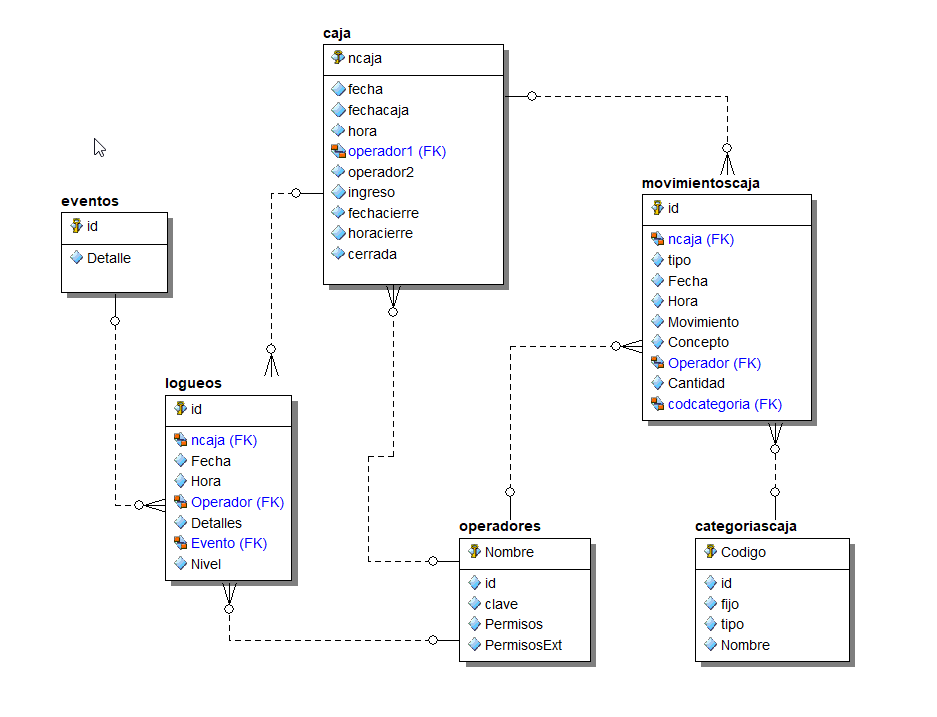 caja
ncaja
fecha
fechacaja
hora
operador1 (FK)
operador2
ingreso
fechacierre
horacierre
cerrada
movimientoscaja
id
ncaja (FK)
tipo
Fecha
Hora
Movimiento
Concepto
Operador (FK)
Cantidad
codcategoria (FK)
eventos
id
Detalle
logueos
id
ncaja (FK)
Fecha
Hora
Operador (FK)
Detalles
Evento (FK)
Nivel
operadores
Nombre
id
clave
Permisos
PermisosExt
categoriascaja
Codigo
id
fijo
tipo
Nombre